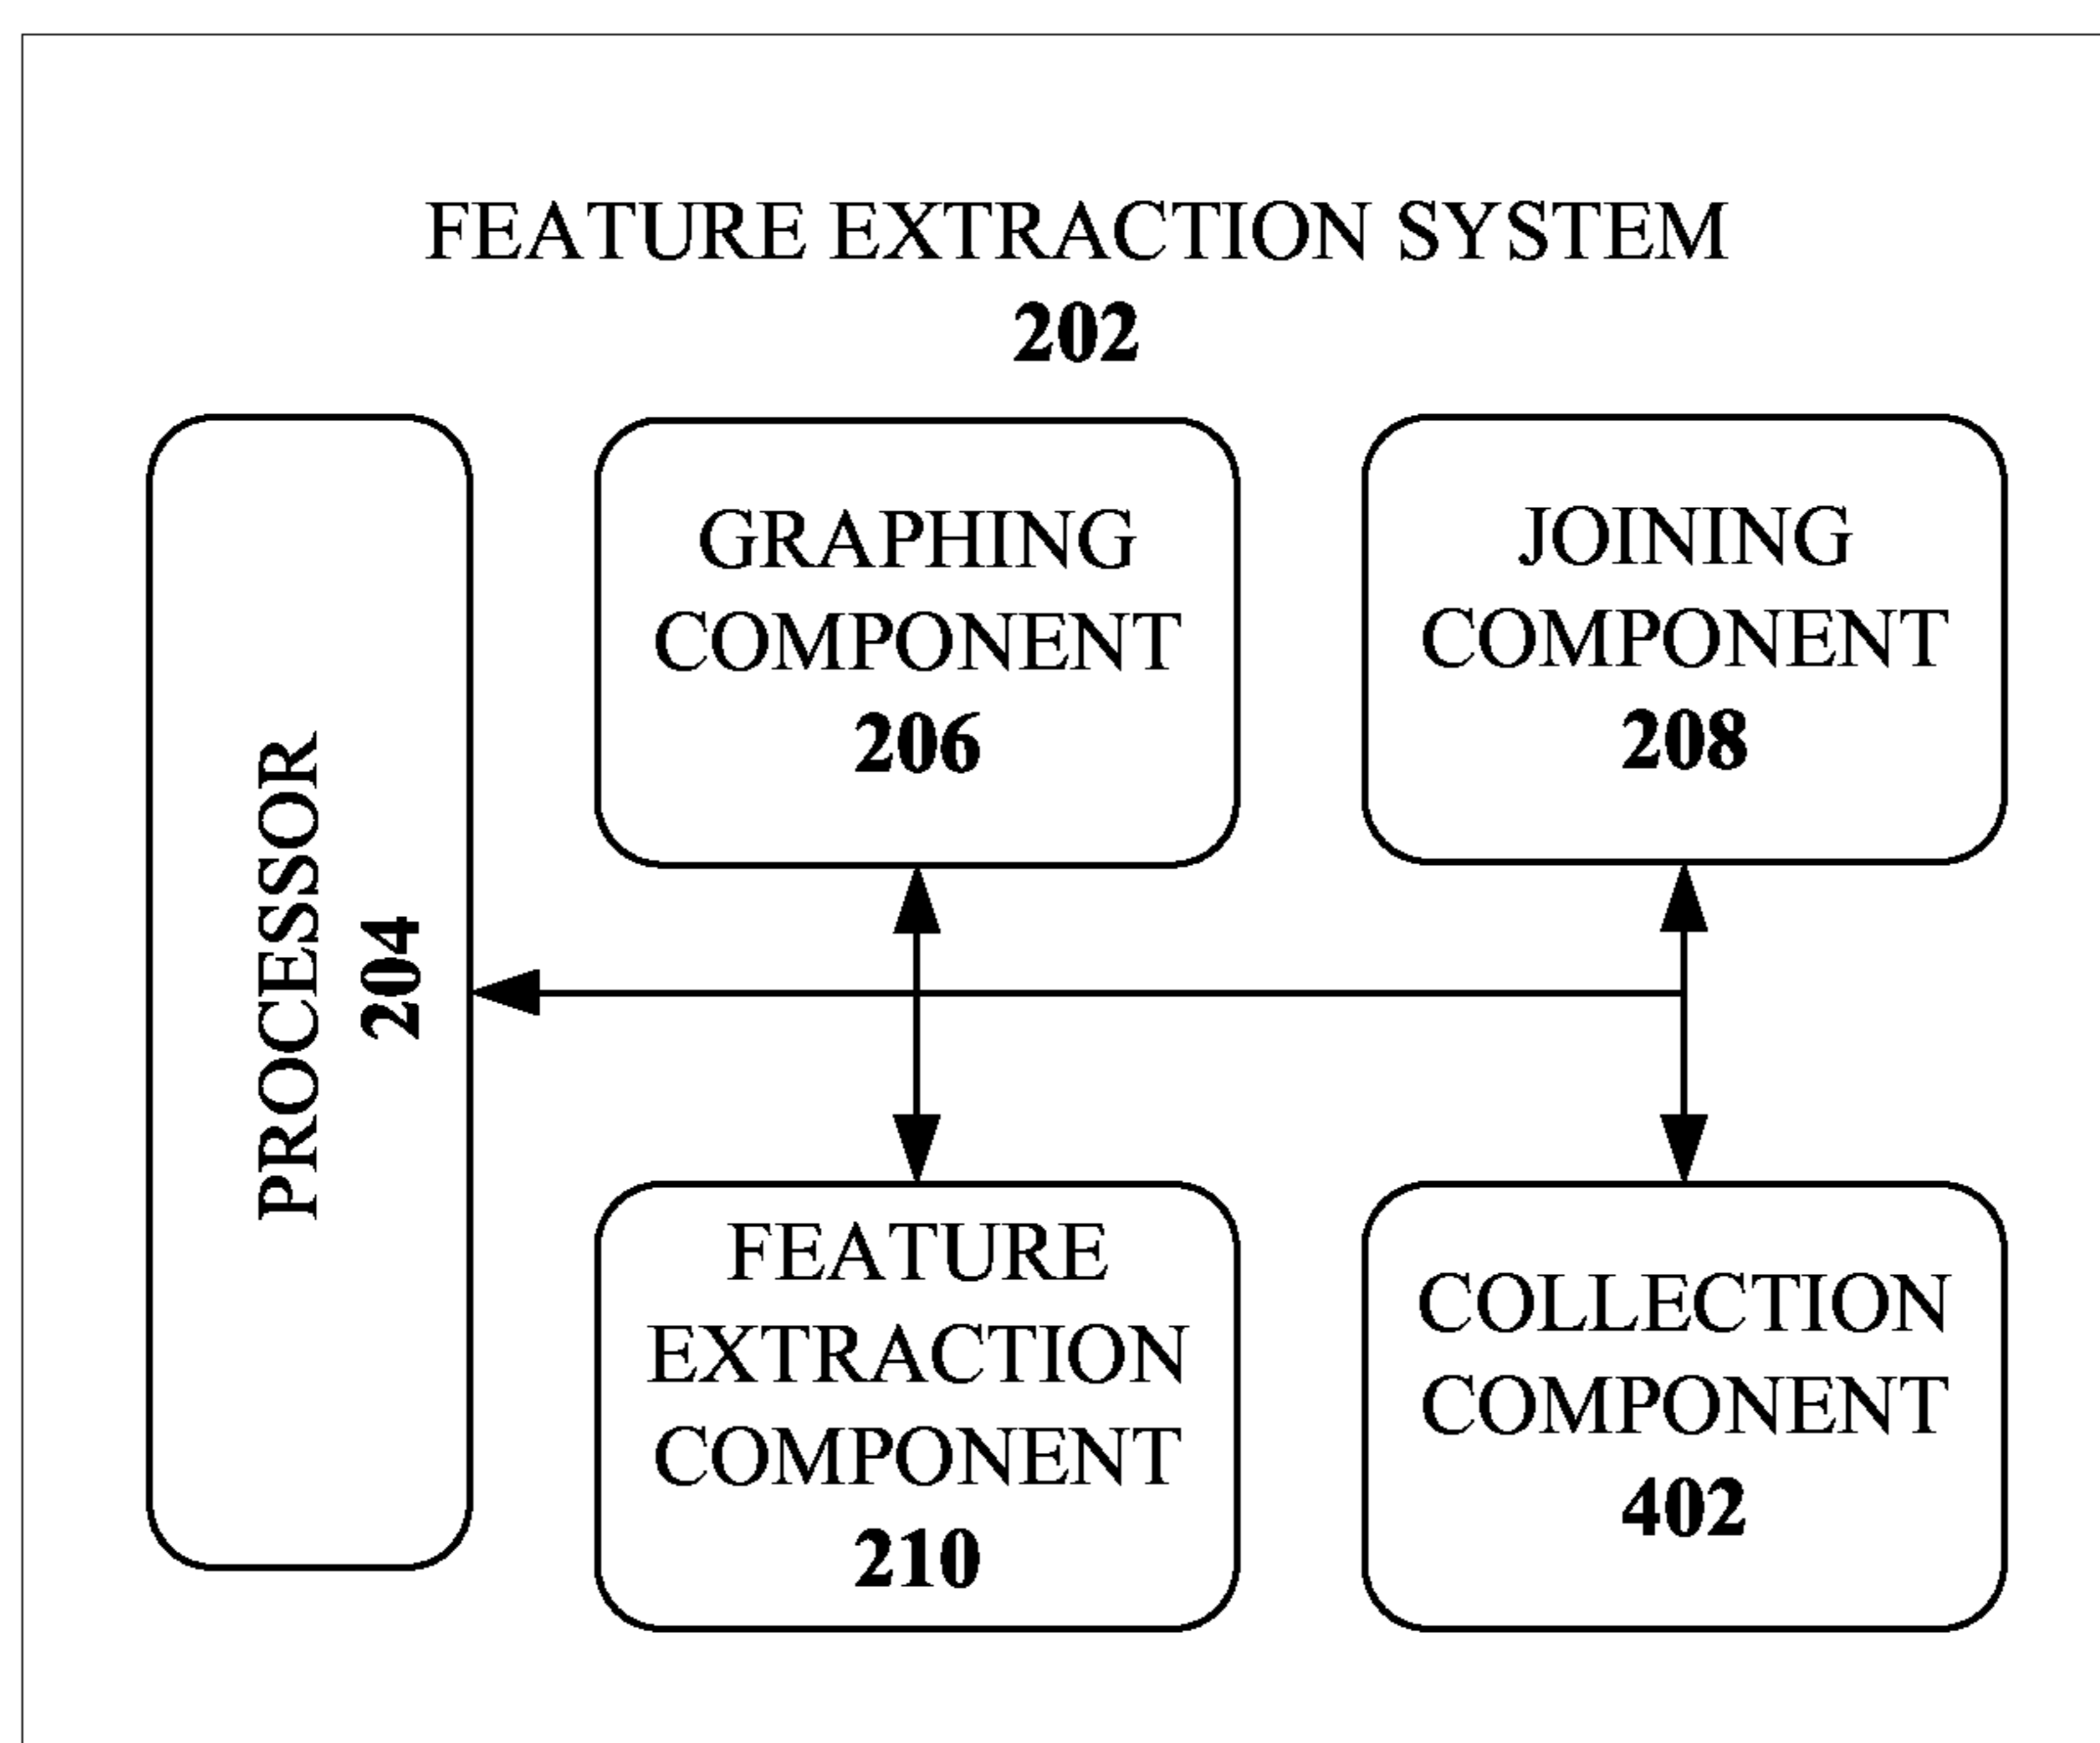 FEATURE EXTRACTION SYSTEM
202
PROCESSOR
204
GRAPHING
COMPONENT
206
JOINING
COMPONENT
208
FEATURE
EXTRACTION
COMPONENT
210
COLLECTION
COMPONENT
402